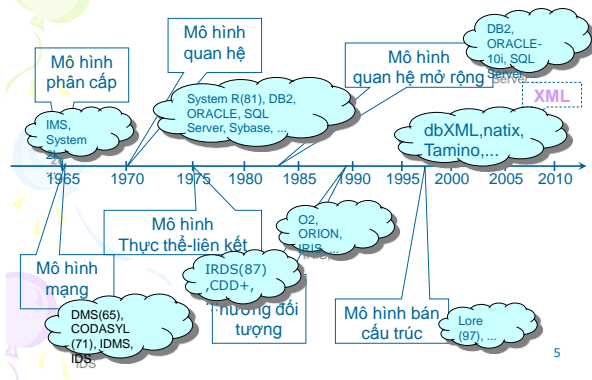 Mô hình
phân cấp
Mô hình
quan hệ
Mô hình
quan hệ mở rộng
DB2,
ORACLE-
10i, SQL
Server
XML
IMS,
System
2k,
...
System R(81), DB2,
ORACLE, SQL
Server, Sybase, ...
dbXML,natix,
Tamino,...
1965 1970 1975 1980 1985 1990 1995 2000 2005 2010
Mô hình
Thực thể-liên kết
O2,
ORION,
IRIS, ...
Mô hình
mạng
IRDS(87)
,CDD+,
...
hướng đối
tượng
DMS(65),
CODASYL
(71), IDMS,
IDS
Mô hình bán
cấu trúc
Lore
(97), ...
5